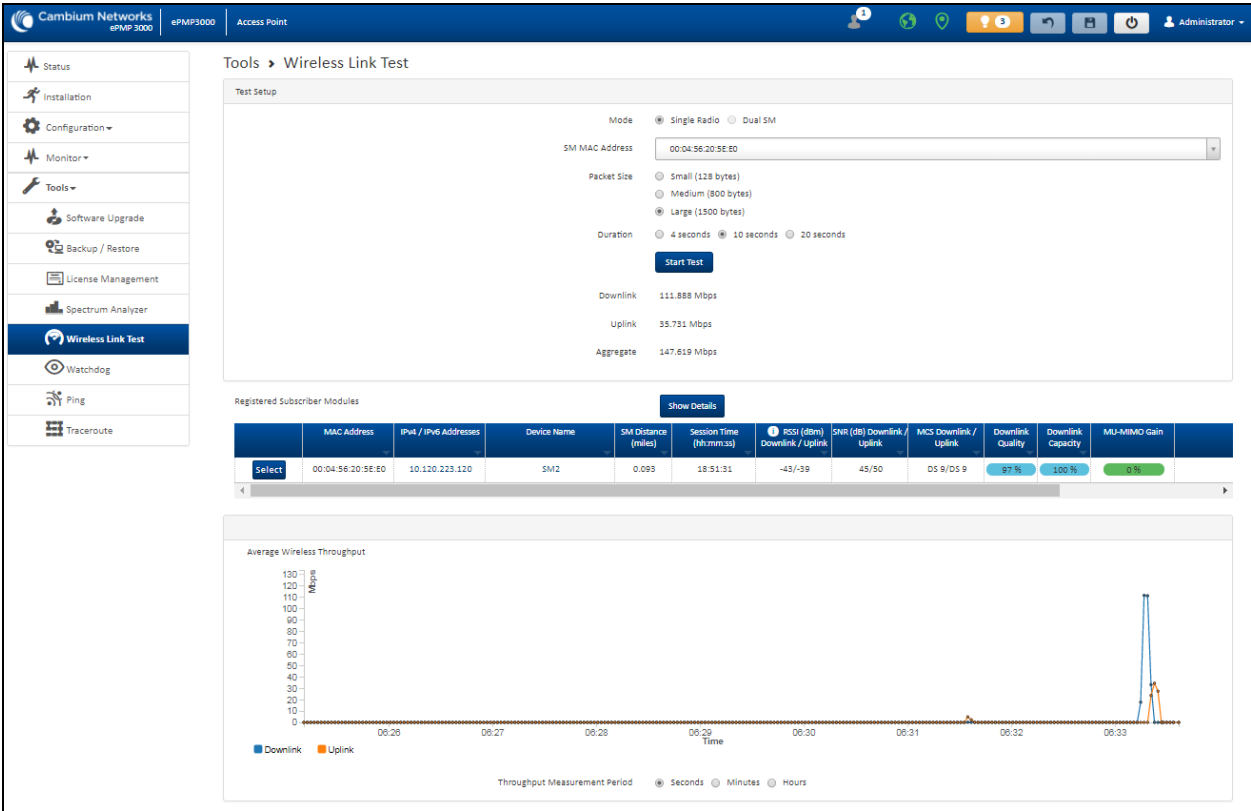 Cambium Networks
ePMP 3000
ePMP3000
Access Point
1
3
Administrator
Status
Installation
Configuration
Monitor
Tools
Software Upgrade
Backup / Restore
License Management
Spectrum Analyzer
Wireless Link Test
Watchdog
Ping
Traceroute
Tools > Wireless Link Test
Test Setup
Mode Single Radio Dual SM
SM MAC Address 00:04:56:20:5E:E0
Packet Size Small (128 bytes)
Medium (800 bytes)
Large (1500 bytes)
Duration 4 seconds 10 seconds 20 seconds
Start Test
Downlink 111.888 Mbps
Uplink 35.731 Mbps
Aggregate 147.619 Mbps
Registered Subscriber Modules
Show Details
MAC Address IPv4 / IPv6 Addresses Device Name SM Distance (miles) Session Time (hh:mm:ss) i RSSI (dBm) Downlink / Uplink SNR (dB) Downlink / Uplink MCS Downlink / Uplink Downlink Quality Downlink Capacity MU-MIMO Gain
Select 00:04:56:20:5E:E0 10.120.223.120 SM2 0.093 18:51:31 -43/-39 45/50 DS 9/DS 9 97 % 100 % 0 %
Average Wireless Throughput
Mbps
130
120
110
100
90
80
70
60
50
40
30
20
10
0
06:26 06:27 06:28 06:29 06:30 06:31 06:32 06:33
Time
Downlink Uplink
Throughput Measurement Period Seconds Minutes Hours